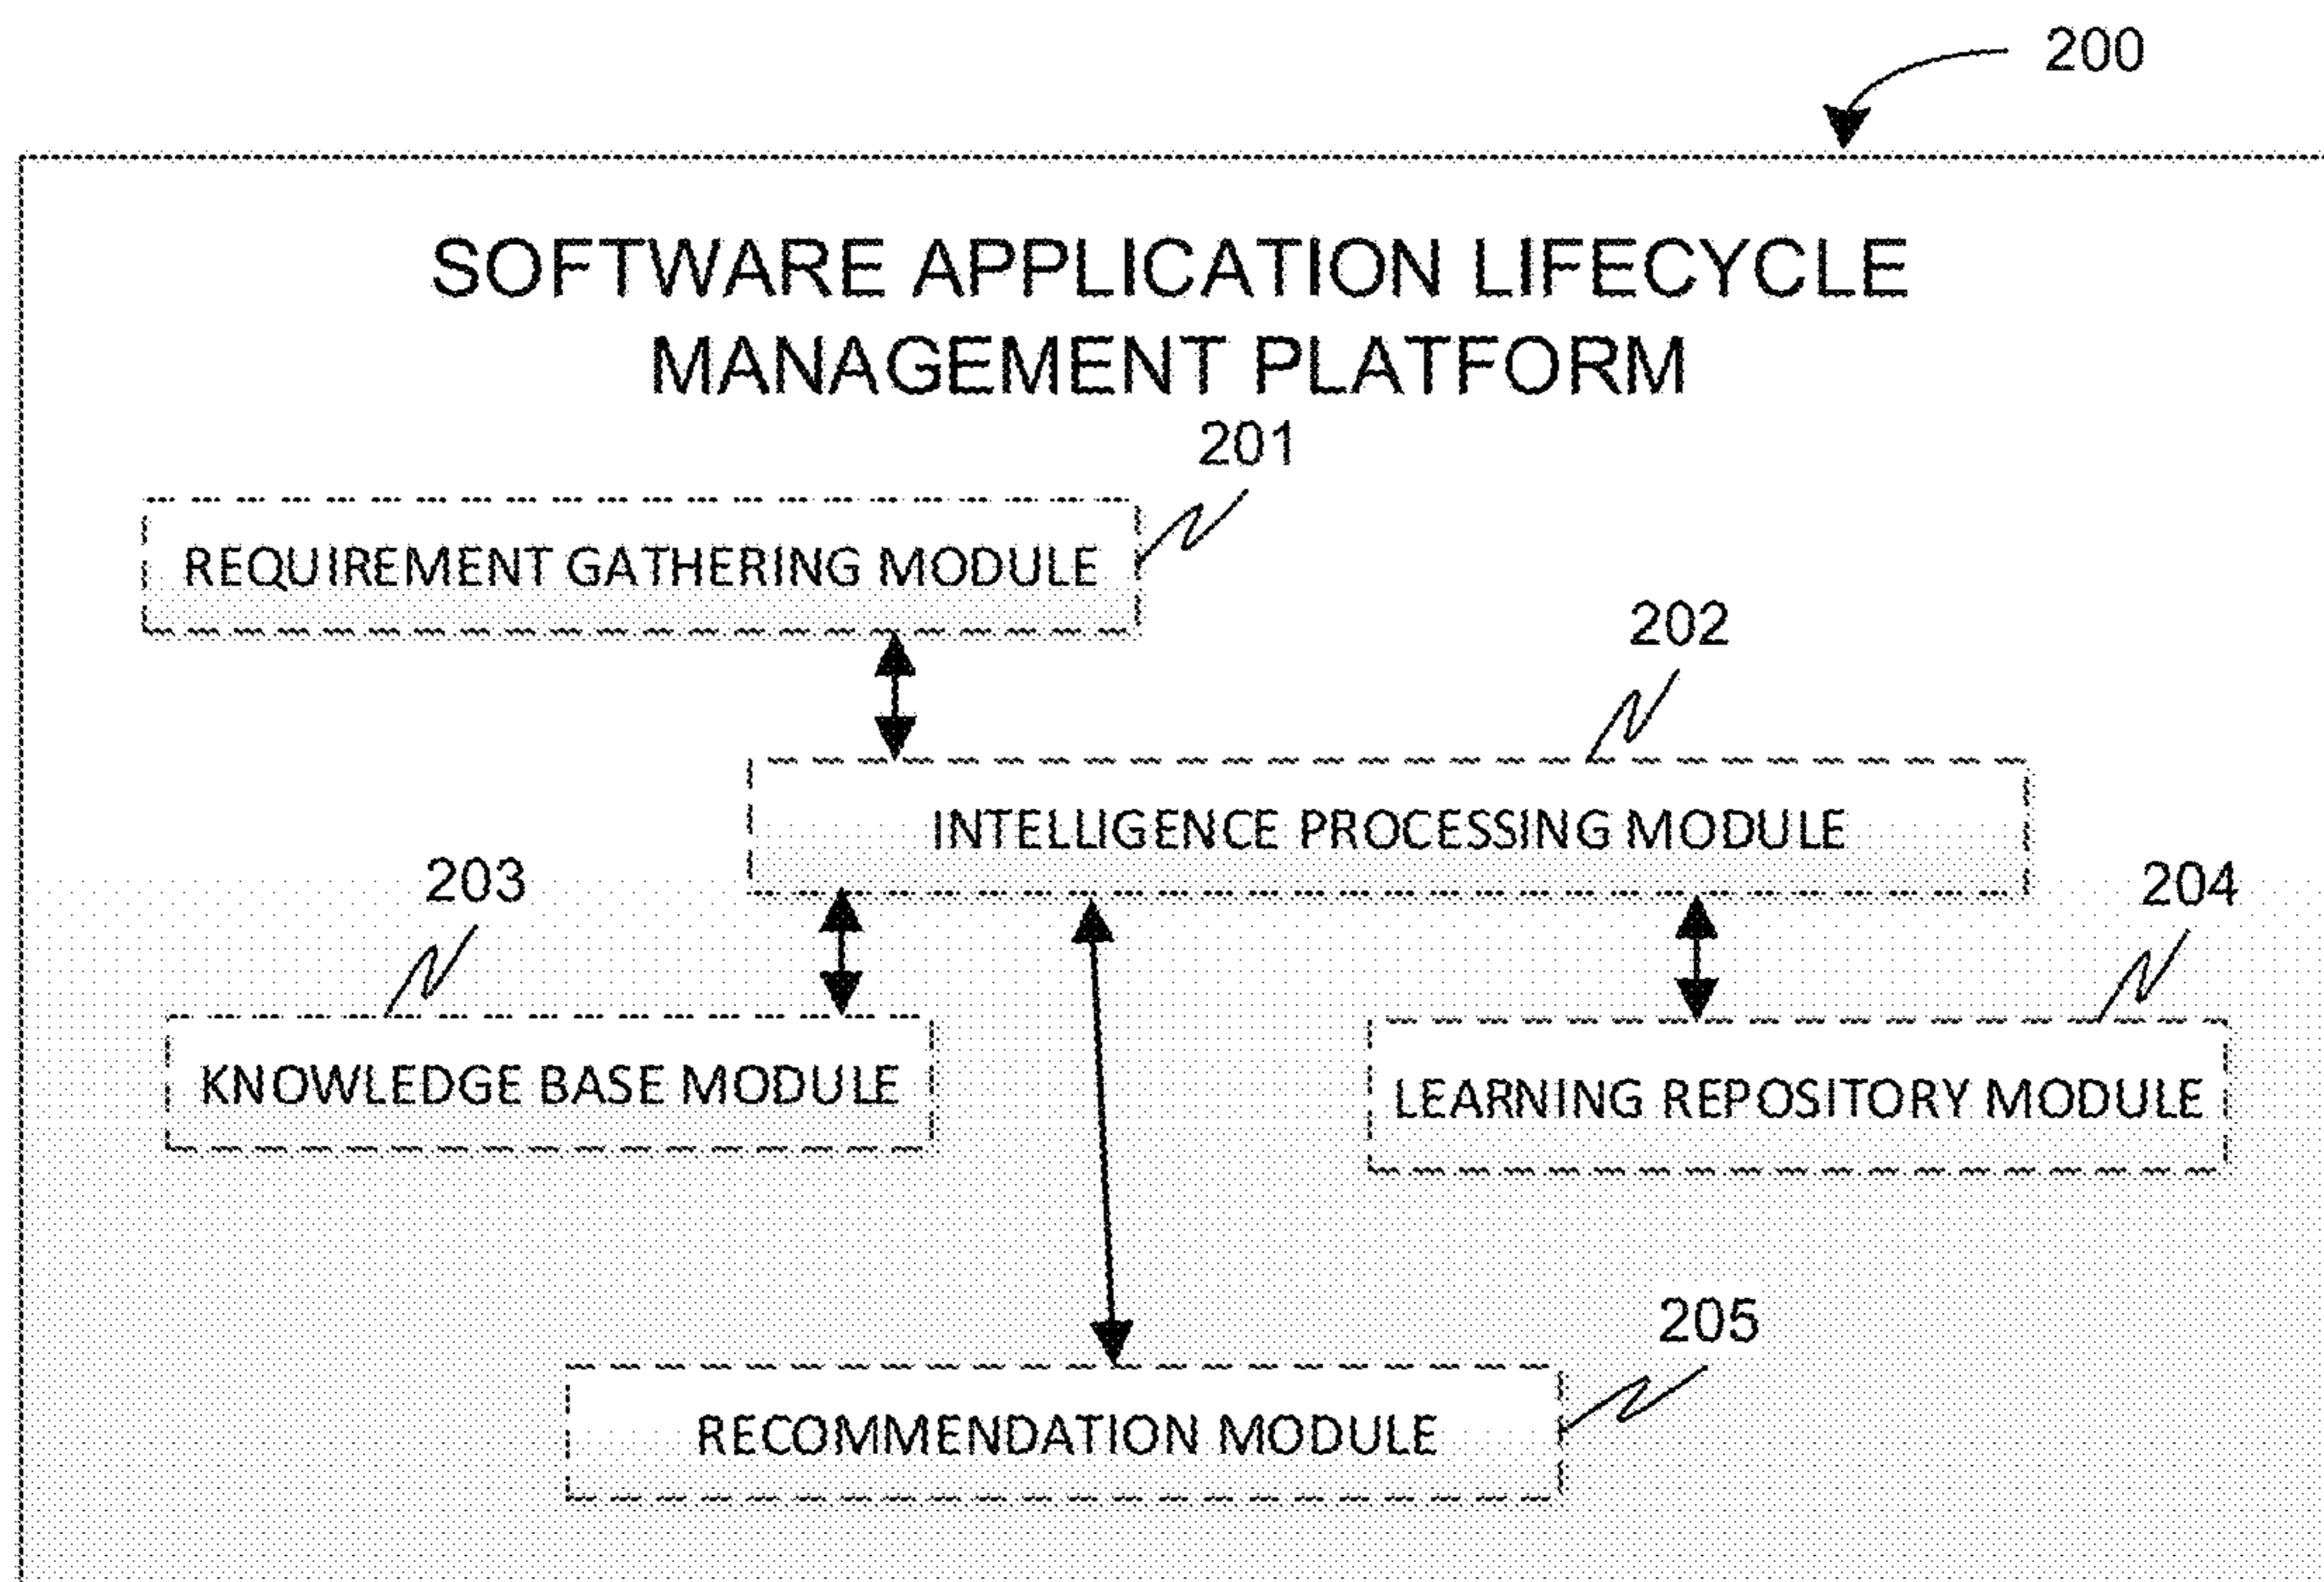 200
SOFTWARE APPLICATION LIFECYCLE
MANAGEMENT PLATFORM
201
REQUIREMENT GATHERING MODULE
202
INTELLIGENCE PROCESSING MODULE
203
204
KNOWLEDGE BASE MODULE
LEARNING REPOSITORY MODULE
205
RECOMMENDATION MODULE